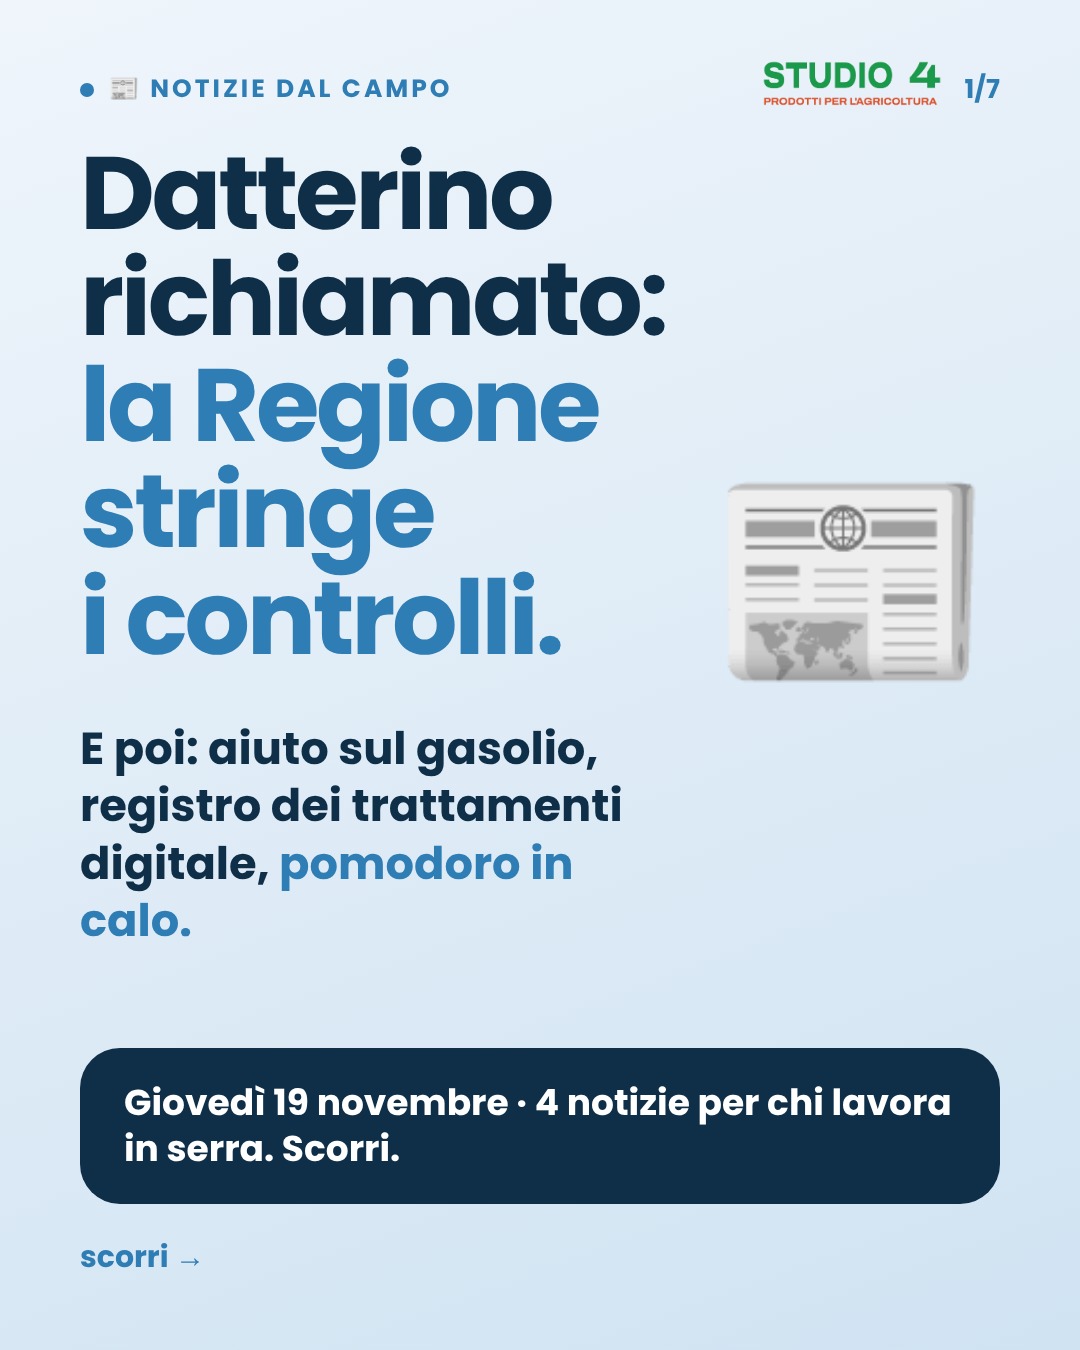 NOTIZIE DAL CAMPO
STUDIO 4
PRODOTTI PER L'AGRICOLTURA
1/7
Datterino
richiamato:
la Regione
stringe
i controlli.
E poi: aiuto sul gasolio,
registro dei trattamenti
digitale, pomodoro in
calo.
Giovedì 19 novembre · 4 notizie per chi lavora
in serra. Scorri.
scorri →